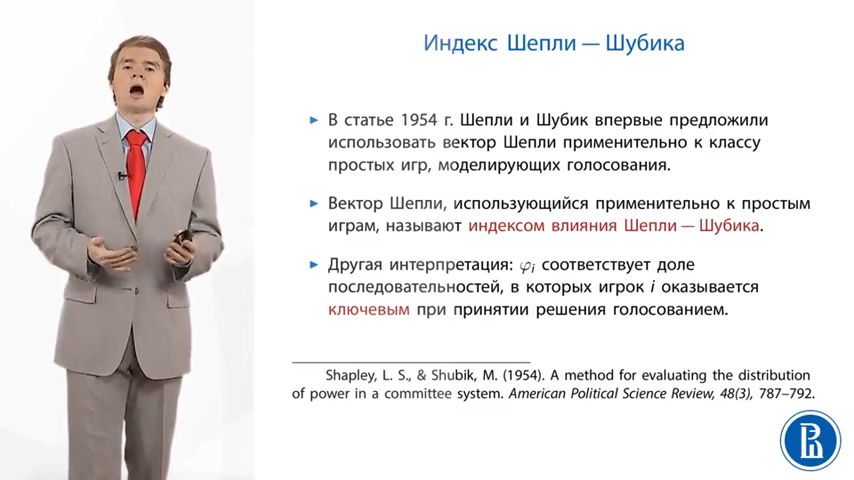 Индекс Шепли — Шубика
В статье 1954 г. Шепли и Шубик впервые предложили
использовать вектор Шепли применительно к классу
простых игр, моделирующих голосования.
Вектор Шепли, использующийся применительно к простым
играм, называют индексом влияния Шепли — Шубика.
Другая интерпретация: φᵢ соответствует доле
последовательностей, в которых игрок i оказывается
ключевым при принятии решения голосованием.
Shapley, L. S., & Shubik, M. (1954). A method for evaluating the distribution
of power in a committee system. American Political Science Review, 48(3), 787–792.